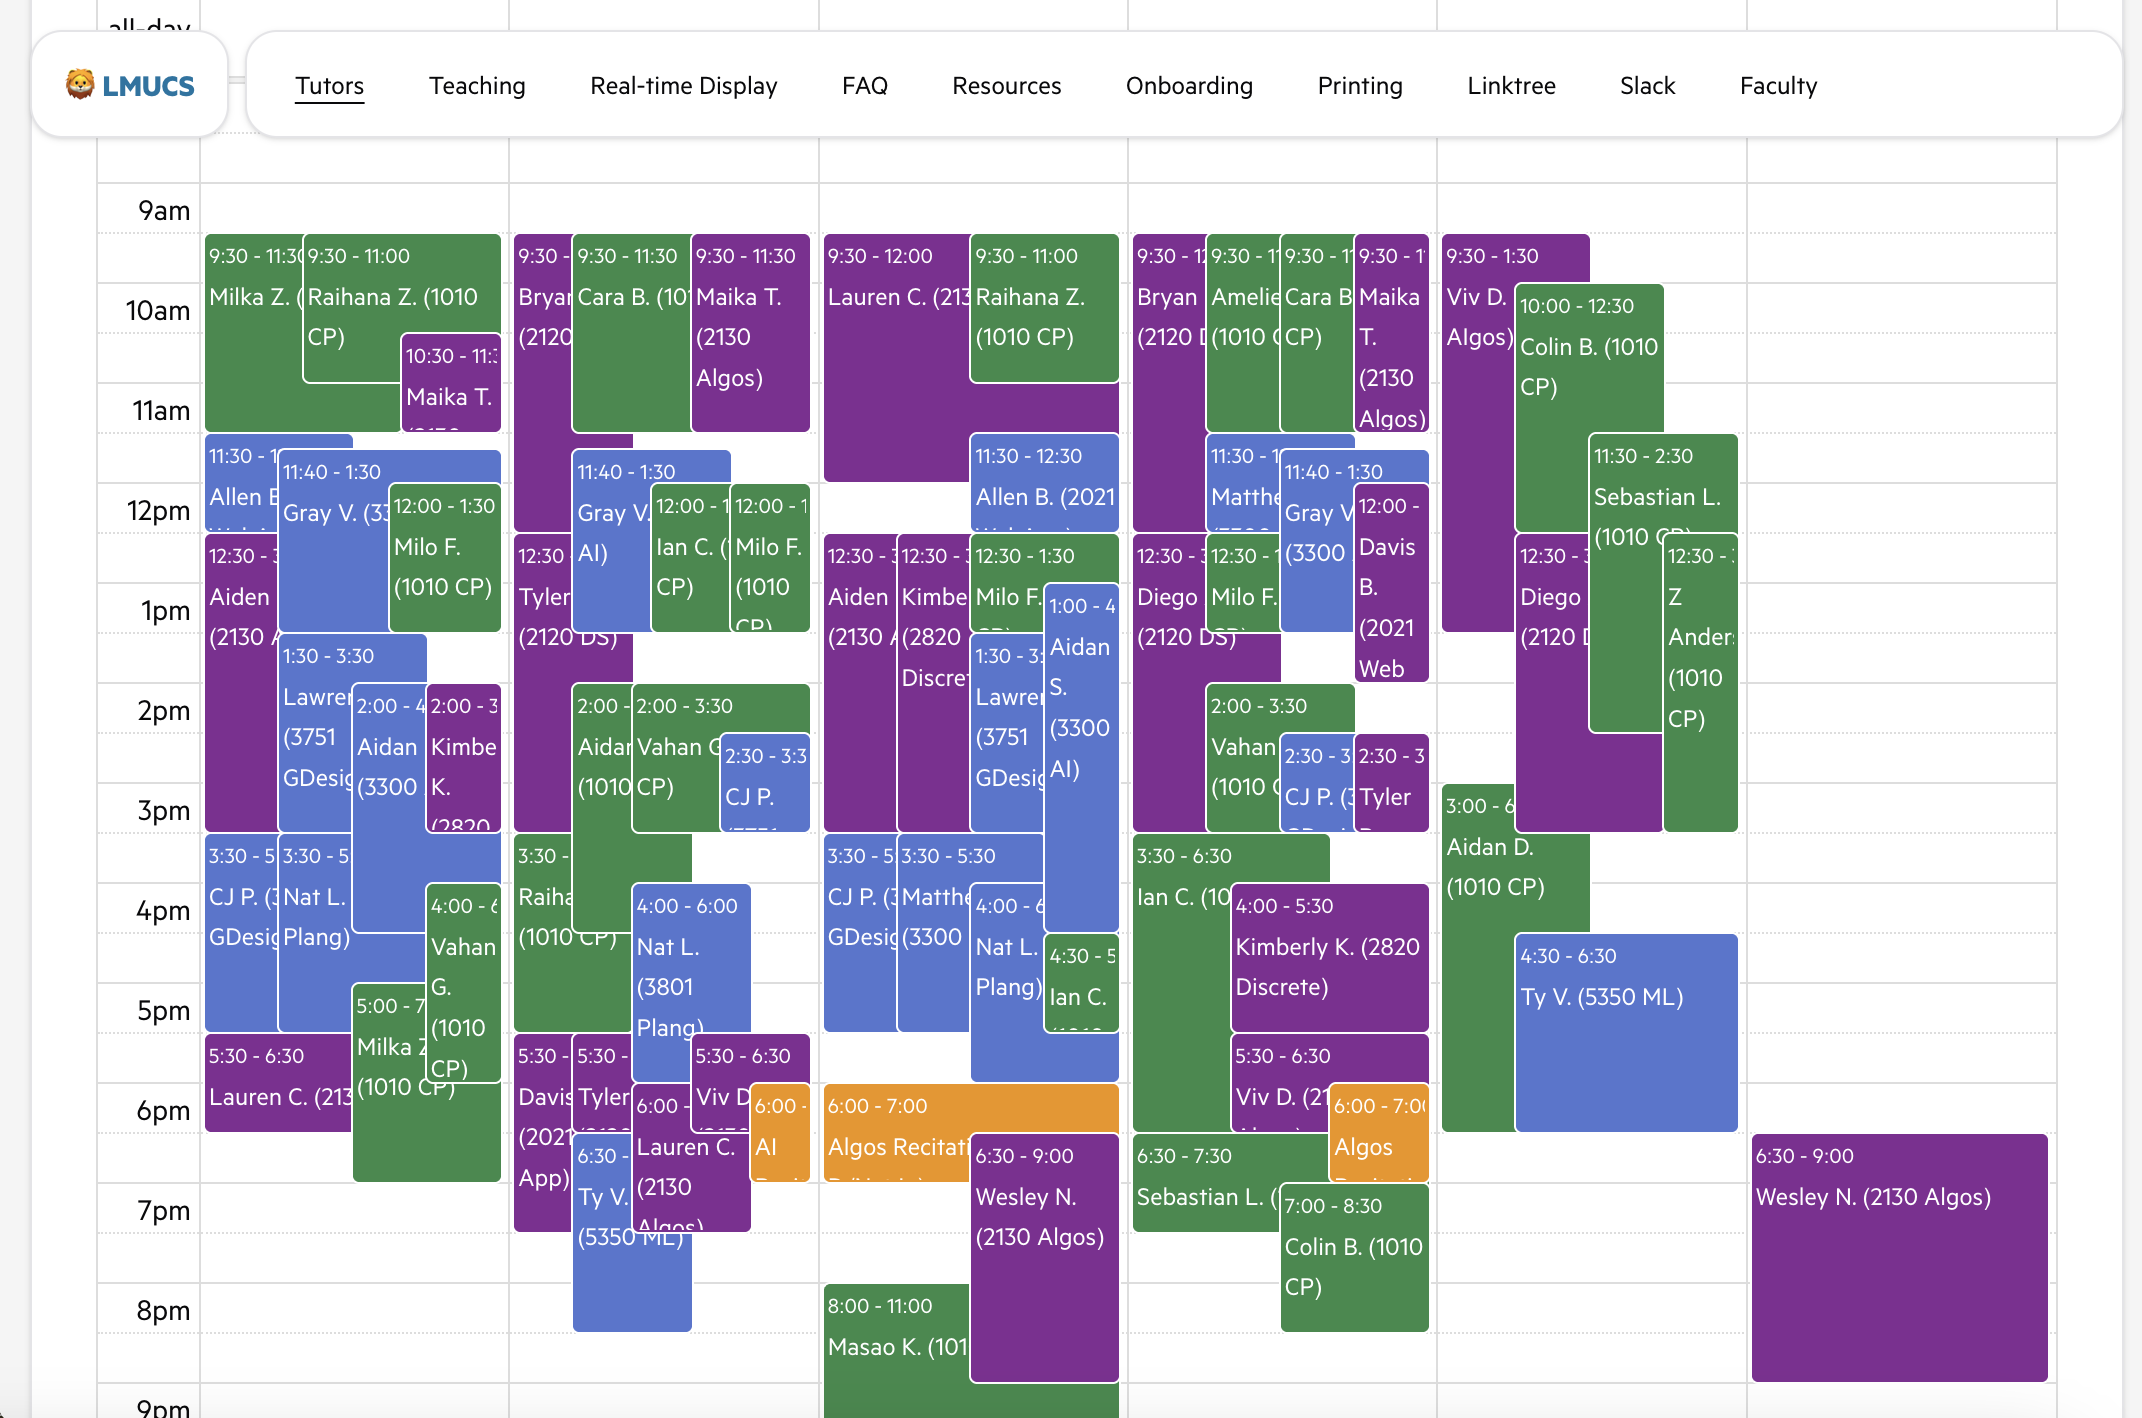 all-day
LMUCS
Tutors
Teaching
Real-time Display
FAQ
Resources
Onboarding
Printing
Linktree
Slack
Faculty
9am
10am
11am
12pm
1pm
2pm
3pm
4pm
5pm
6pm
7pm
8pm
9pm
9:30 - 11:30
Milka Z. (
9:30 - 11:00
Raihana Z. (1010
CP)
10:30 - 11:
Maika T.
11:30 - 1
Allen
11:40 - 1:30
Gray V. (33
12:00 - 1:30
Milo F.
(1010 CP)
12:30 - 3
Aiden
(2130
1:30 - 3:30
Lawre
(3751
GDesig
2:00 - 4
Aidan
(3300
2:00 - 3
Kimbe
K.
(2820
3:30 - 5
CJ P. (3
GDesig
3:30 - 5
Nat L.
Plang)
4:00 - 6
Vahan
G.
(1010
CP)
5:00 - 7
Milka
(1010 CP)
5:30 - 6:30
Lauren C. (213
9:30 -
Bryan
(2120
9:30 - 11:30
Cara B. (101
9:30 - 11:30
Maika T.
(2130
Algos)
11:40 - 1:30
Gray V.
AI)
12:00 - 1
Ian C. (
CP)
12:00 - 1
Milo F.
(1010
CP)
12:30
Tyler
(2120 DS)
2:00 -
Aidan
(1010
2:00 - 3:30
Vahan G
CP)
2:30 - 3:3
CJ P.
3:30 -
Raiha
(1010 CP)
4:00 - 6:00
Nat L.
(3801
Plang)
5:30 -
Davis
(2021
App)
5:30 -
Tyler
5:30 - 6:30
Viv D
6:00 -
Lauren C.
(2130
Algos)
6:00 -
AI
6:30 -
Ty V.
(5350 ML)
9:30 - 12:00
Lauren C. (213
9:30 - 11:00
Raihana Z.
(1010 CP)
11:30 - 12:30
Allen B. (2021
12:30 - 3
Aiden
(2130
12:30 - 3
Kimbe
(2820
Discre
12:30 - 1:30
Milo F.
1:00 - 4
Aidan
S.
(3300
AI)
1:30 - 3:
Lawre
(3751
GDesig
3:30 - 5
CJ P. (3
GDesig
3:30 - 5:30
Matthe
(3300
4:00 - 6
Nat L.
Plang)
4:30 - 5
Ian C.
6:00 - 7:00
Algos Recitati
6:30 - 9:00
Wesley N.
(2130 Algos)
8:00 - 11:00
Masao K. (101
9:30 - 12
Bryan
(2120 D
9:30 - 11
Amelie
(1010 C
9:30 - 1
Cara B
CP)
9:30 - 1
Maika
T.
(2130
Algos)
11:30 - 1
Matthe
11:40 - 1:30
Gray V
(3300
12:00 -
Davis
B.
(2021
Web
12:30 - 3
Diego
(2120 DS)
12:30 - 1
Milo F.
2:00 - 3:30
Vahan
(1010
2:30 - 3
CJ P. (3
2:30 - 3
Tyler
3:30 - 6:30
Ian C. (10
4:00 - 5:30
Kimberly K. (2820
Discrete)
5:30 - 6:30
Viv D. (21
6:00 - 7:00
Algos
6:30 - 7:30
Sebastian L. (
7:00 - 8:30
Colin B. (1010
CP)
9:30 - 1:30
Viv D.
Algos)
10:00 - 12:30
Colin B. (1010
CP)
11:30 - 2:30
Sebastian L.
(1010 CP)
12:30 - 3
Diego
(2120 D
12:30 -
Z
Anders
(1010
CP)
3:00 - 6
Aidan D.
(1010 CP)
4:30 - 6:30
Ty V. (5350 ML)
6:30 - 9:00
Wesley N. (2130 Algos)